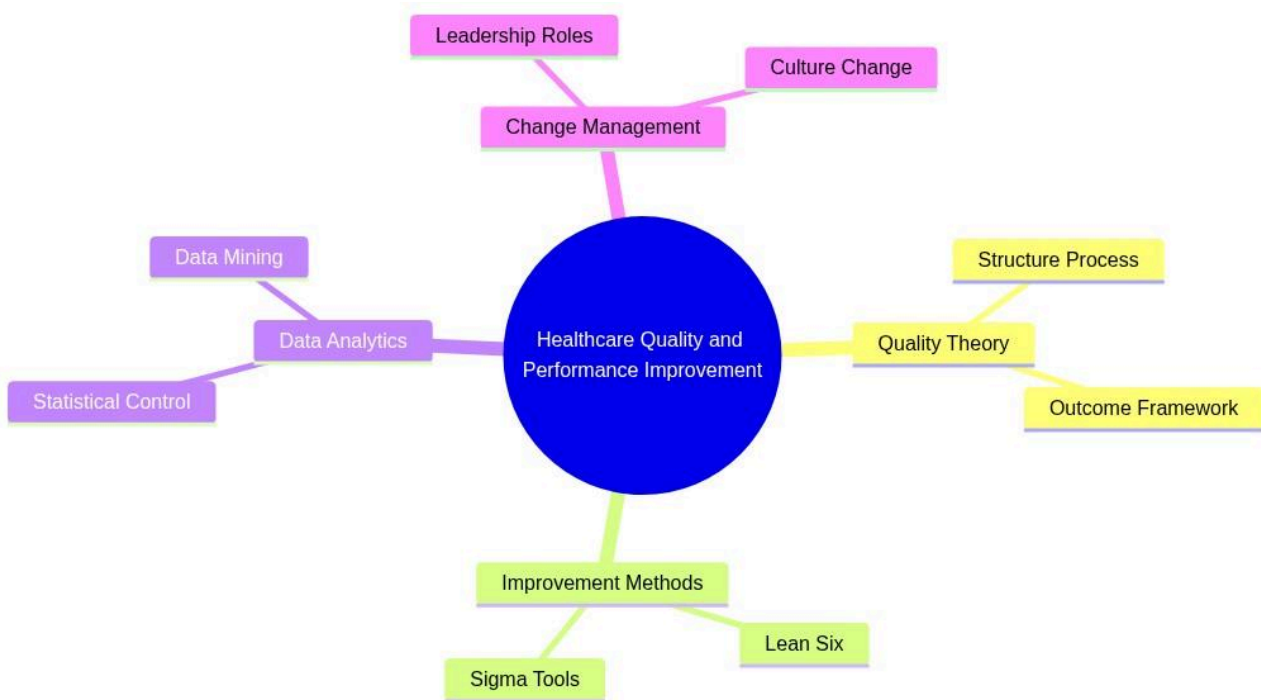 Leadership Roles
Culture Change
Change Management
Data Mining
Structure Process
Data Analytics
Healthcare Quality and
Performance Improvement
Quality Theory
Statistical Control
Outcome Framework
Improvement Methods
Lean Six
Sigma Tools